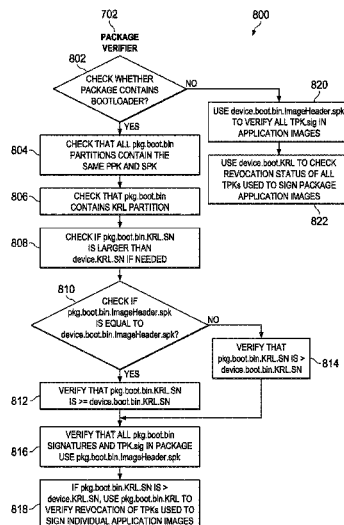 702
800
PACKAGE
VERIFIER
802
CHECK WHETHER
PACKAGE CONTAINS
BOOTLOADER?
NO
YES
820
USE device.boot.bin.ImageHeader.spk
TO VERIFY ALL TPK.sig IN
APPLICATION IMAGES
USE device.boot.KRL TO CHECK
REVOCATION STATUS OF ALL
TPKs USED TO SIGN PACKAGE
APPLICATION IMAGES
822
804
CHECK THAT ALL pkg.boot.bin
PARTITIONS CONTAIN THE
SAME PPK AND SPK
806
CHECK THAT pkg.boot.bin
CONTAINS KRL PARTITION
808
CHECK IF pkg.boot.bin.KRL.SN
IS LARGER THAN
device.KRL.SN IF NEEDED
810
CHECK IF
pkg.boot.bin.ImageHeader.spk
IS EQUAL TO
device.boot.bin.ImageHeader.spk?
NO
YES
VERIFY THAT
pkg.boot.bin.KRL.SN IS >
device.boot.bin.KRL.SN
814
812
VERIFY THAT pkg.boot.bin.KRL.SN
IS >= device.boot.bin.KRL.SN
816
VERIFY THAT ALL pkg.boot.bin
SIGNATURES AND TPK.sig IN PACKAGE
USE pkg.boot.bin.ImageHeader.spk
818
IF pkg.boot.bin.KRL.SN IS >
device.KRL.SN, USE pkg.boot.bin.KRL TO
VERIFY REVOCATION OF TPKs USED TO
SIGN INDIVIDUAL APPLICATION IMAGES